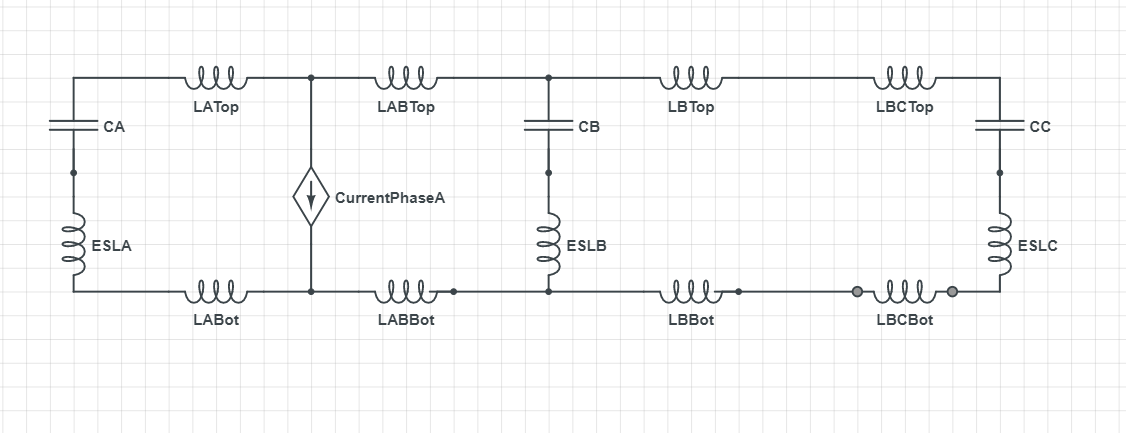 LATop
LABTop
LBTop
LBCTop
CA
CB
CC
CurrentPhaseA
ESLA
ESLB
ESLC
LABot
LABBot
LBBot
LBCBot